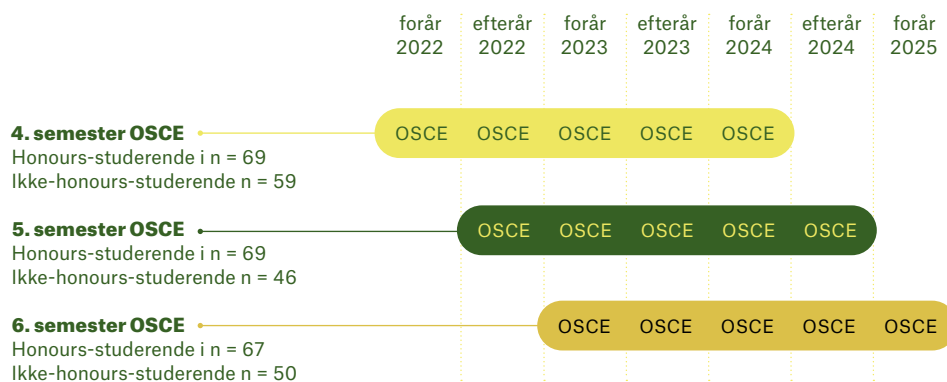 forår efterår forår efterår forår efterår forår
2022 2022 2023 2023 2024 2024 2025
4. semester OSCE OSCE OSCE OSCE OSCE OSCE
Honours-studerende i n = 69
Ikke-honours-studerende n = 59
5. semester OSCE OSCE OSCE OSCE OSCE OSCE
Honours-studerende i n = 69
Ikke-honours-studerende n = 46
6. semester OSCE OSCE OSCE OSCE OSCE OSCE
Honours-studerende i n = 67
Ikke-honours-studerende n = 50